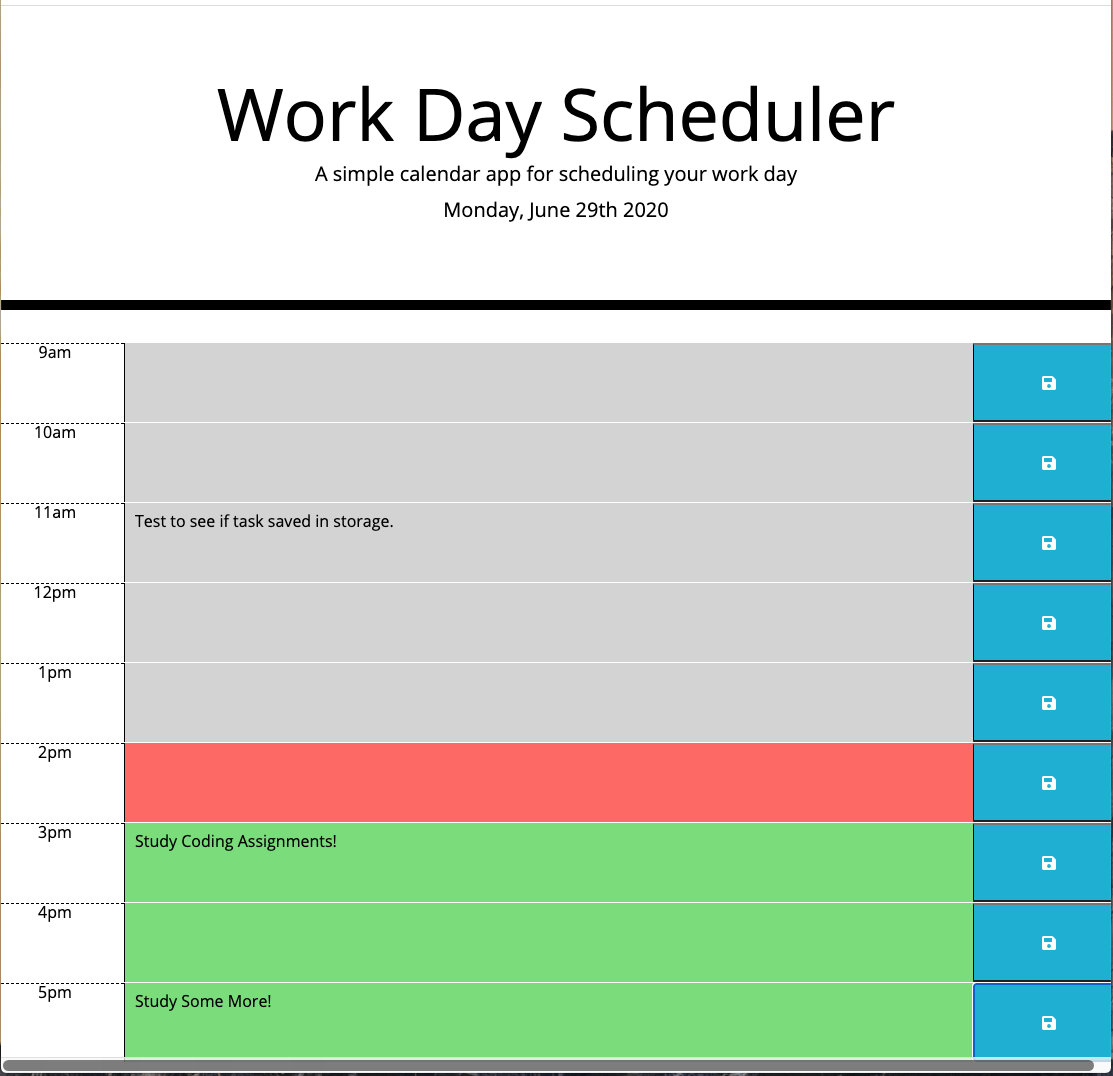 Work Day Scheduler
A simple calendar app for scheduling your work day
Monday, June 29th 2020
9am
10am
11am
Test to see if task saved in storage.
12pm
1pm
2pm
3pm
Study Coding Assignments!
4pm
5pm
Study Some More!